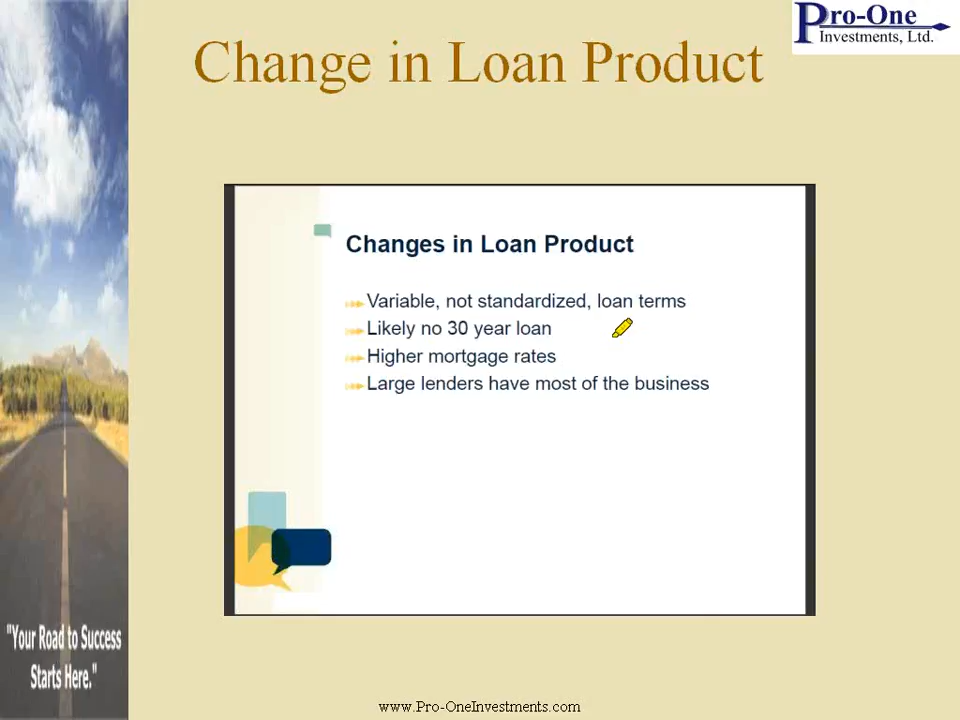 Pro-One
Investments, Ltd.
Change in Loan Product
Changes in Loan Product
Variable, not standardized, loan terms
Likely no 30 year loan
Higher mortgage rates
Large lenders have most of the business
"Your Road to Success
Starts Here."
www.Pro-OneInvestments.com